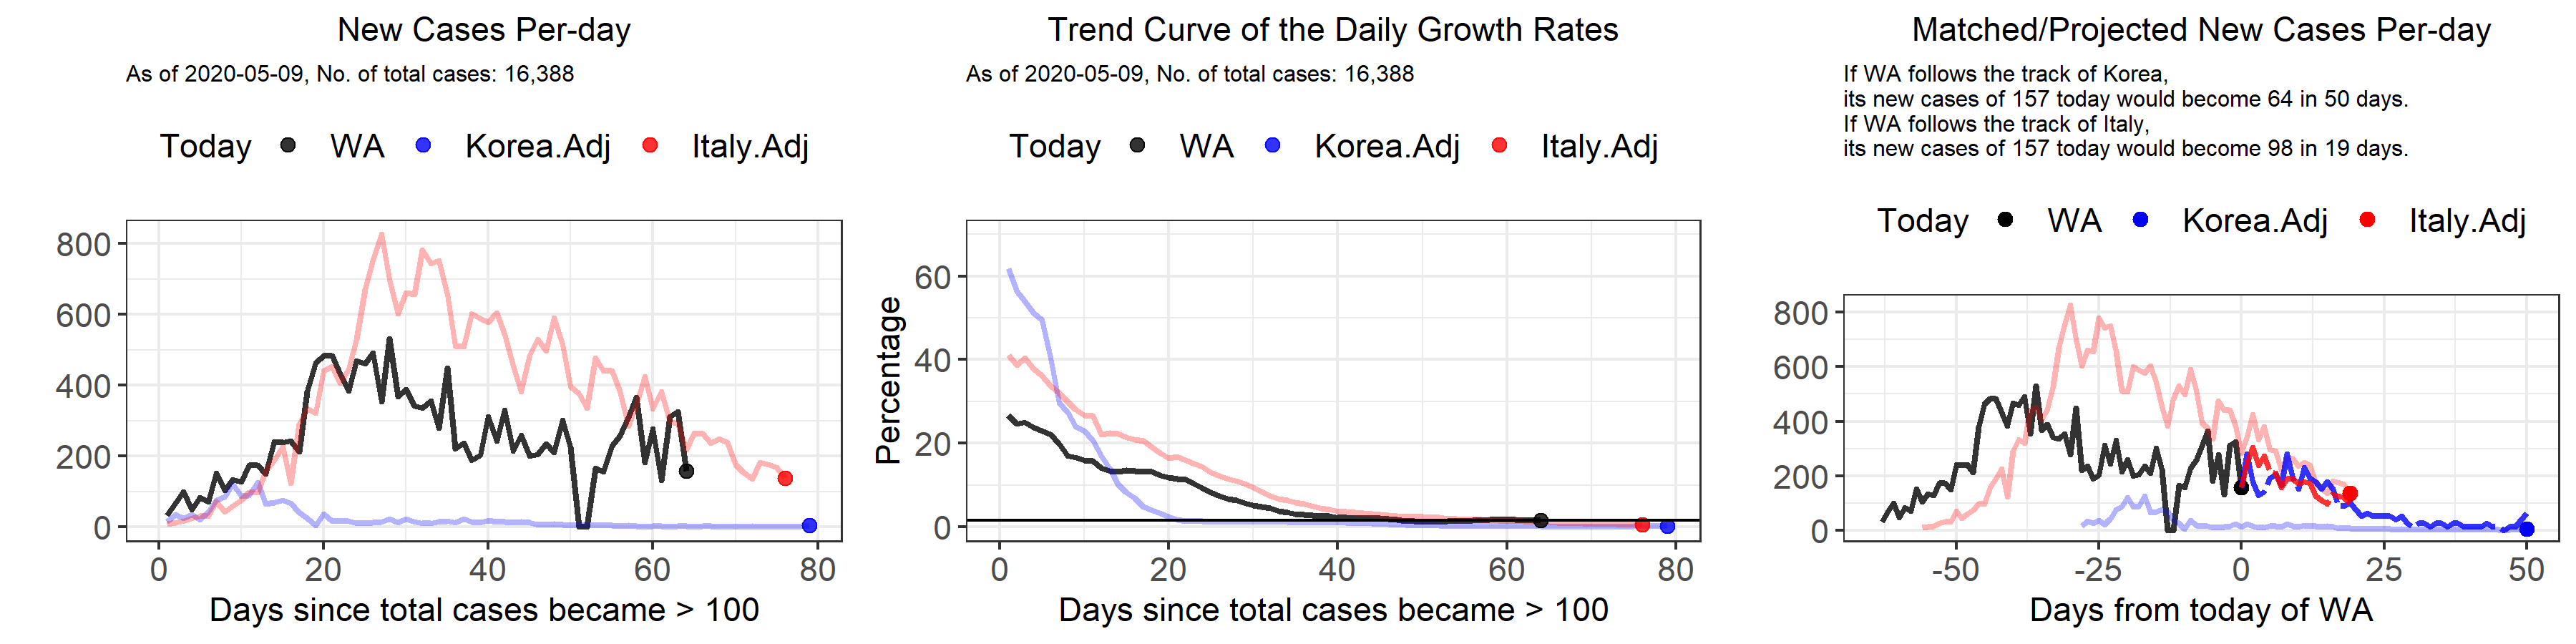 New Cases Per-day
As of 2020-05-09, No. of total cases: 16,388
Today WA Korea.Adj Italy.Adj
800
600
400
200
0
0 20 40 60 80
Days since total cases became > 100
Trend Curve of the Daily Growth Rates
As of 2020-05-09, No. of total cases: 16,388
Today WA Korea.Adj Italy.Adj
Percentage
60
40
20
0
0 20 40 60 80
Days since total cases became > 100
Matched/Projected New Cases Per-day
If WA follows the track of Korea,
its new cases of 157 today would become 64 in 50 days.
If WA follows the track of Italy,
its new cases of 157 today would become 98 in 19 days.
Today WA Korea.Adj Italy.Adj
800
600
400
200
0
-50 -25 0 25 50
Days from today of WA